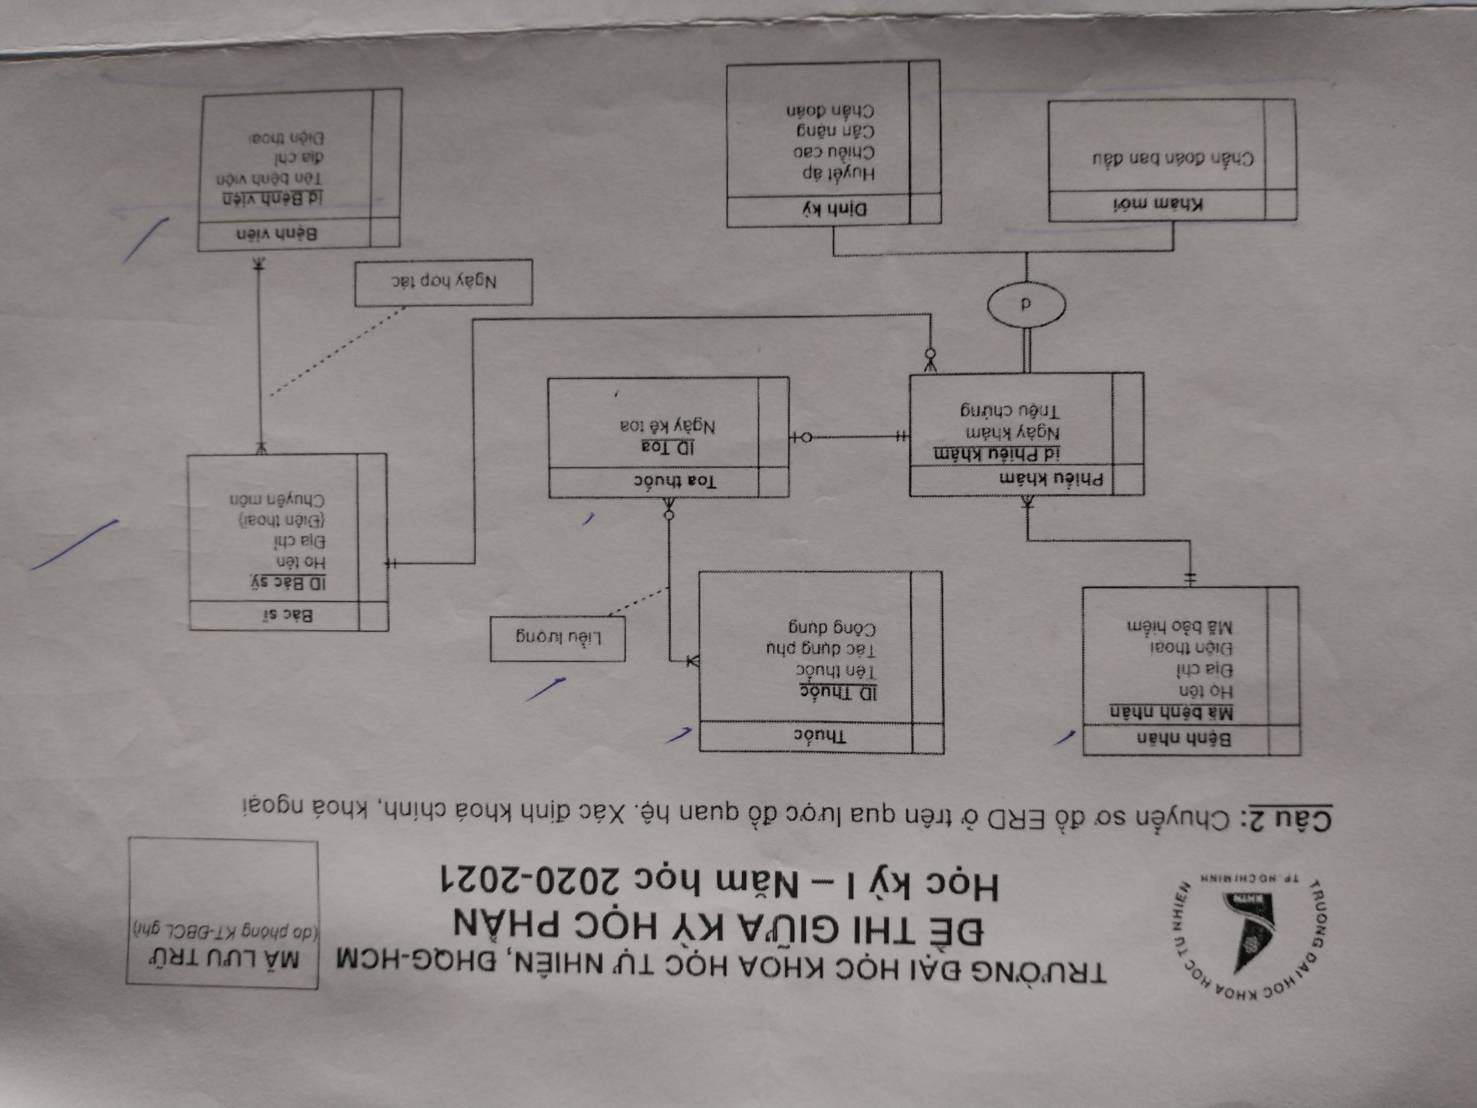 TRƯỜNG ĐẠI HỌC KHOA HỌC TỰ NHIÊN
TP. HO CHI MINH
KHTN
TRƯỜNG ĐẠI HỌC KHOA HỌC TỰ NHIÊN, ĐHQG-HCM
ĐỀ THI GIỮA KỲ HỌC PHẦN
Học kỳ I – Năm học 2020-2021
MÃ LƯU TRỮ
(do phòng KT-ĐBCL ghi)
Câu 2: Chuyển sơ đồ ERD ở trên qua lược đồ quan hệ. Xác định khoá chính, khoá ngoại
Bệnh nhân
Mã bệnh nhân
Họ tên
Địa chỉ
Điện thoại
Mã bảo hiểm
Thuốc
ID Thuốc
Tên thuốc
Tác dụng phụ
Công dụng
Liều lượng
Bác sĩ
ID Bác sỹ
Họ tên
Địa chỉ
{Điện thoại}
Chuyên môn
Phiếu khám
id Phiếu khám
Ngày khám
Triệu chứng
Toa thuốc
ID Toa
Ngày kê toa
d
Ngày hợp tác
Khám mới
Chẩn đoán ban đầu
Định kỳ
Huyết áp
Chiều cao
Cân nặng
Chẩn đoán
Bệnh viện
id Bệnh viện
Tên bệnh viện
địa chỉ
Điện thoại